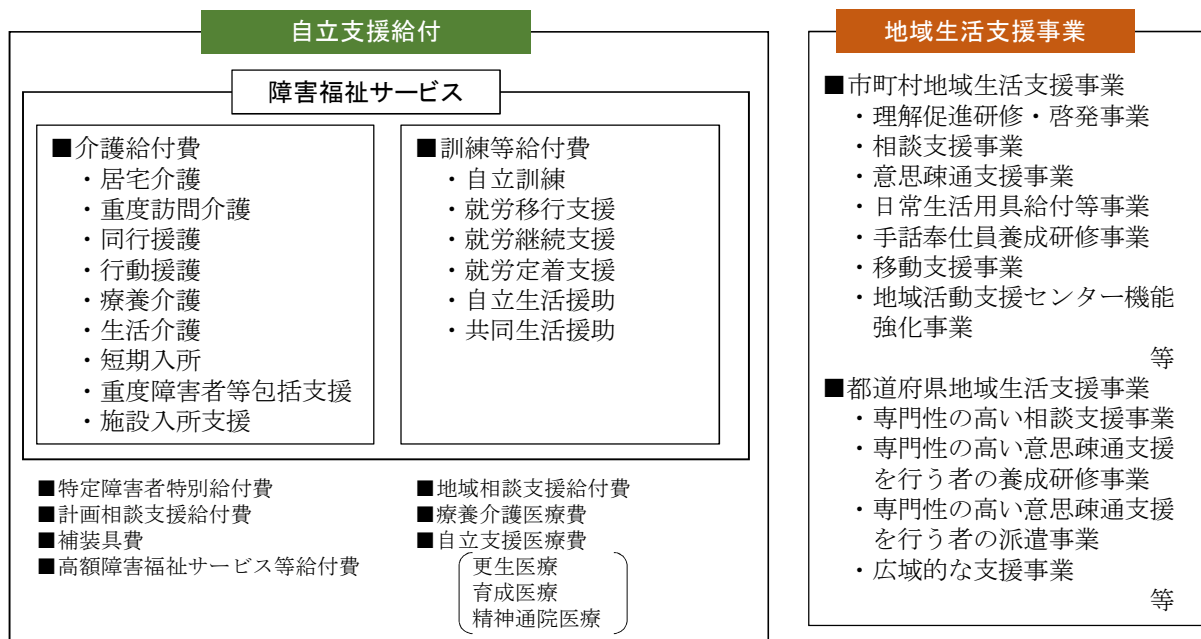 自立支援給付
障害福祉サービス
■介護給付費
・居宅介護
・重度訪問介護
・同行援護
・行動援護
・療養介護
・生活介護
・短期入所
・重度障害者等包括支援
・施設入所支援
■訓練等給付費
・自立訓練
・就労移行支援
・就労継続支援
・就労定着支援
・自立生活援助
・共同生活援助
■特定障害者特別給付費
■計画相談支援給付費
■補装具費
■高額障害福祉サービス等給付費
■地域相談支援給付費
■療養介護医療費
■自立支援医療費
更生医療
育成医療
精神通院医療
地域生活支援事業
■市町村地域生活支援事業
・理解促進研修・啓発事業
・相談支援事業
・意思疎通支援事業
・日常生活用具給付等事業
・手話奉仕員養成研修事業
・移動支援事業
・地域活動支援センター機能
強化事業
等
■都道府県地域生活支援事業
・専門性の高い相談支援事業
・専門性の高い意思疎通支援
を行う者の養成研修事業
・専門性の高い意思疎通支援
を行う者の派遣事業
・広域的な支援事業
等